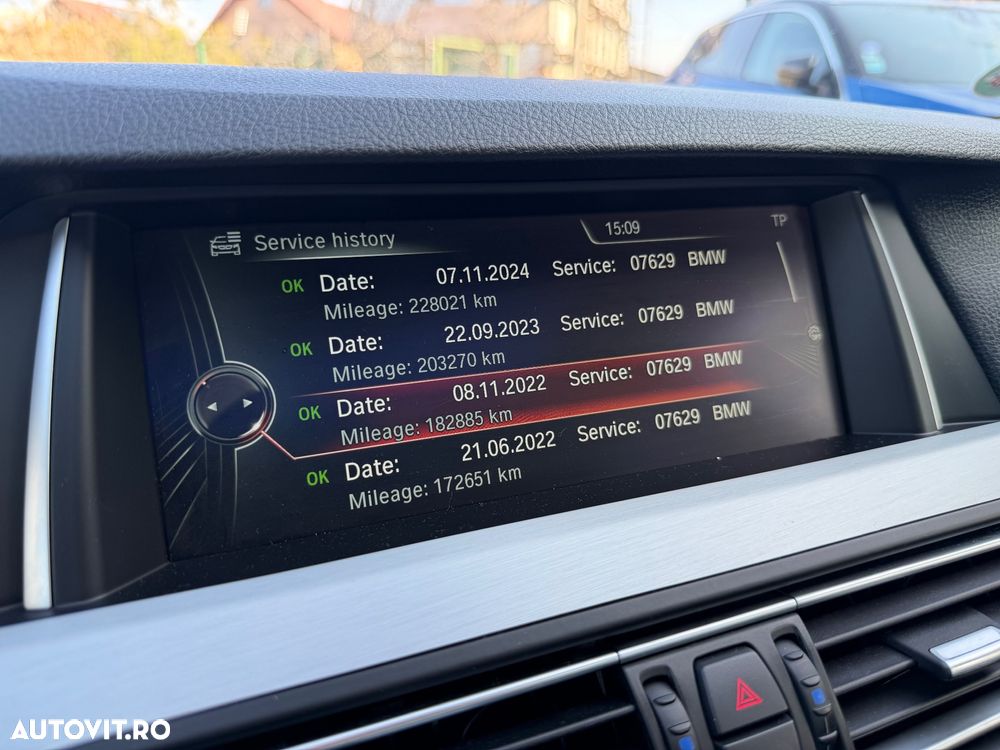 Service history
15:09
TP
OK Date: 07.11.2024 Service: 07629 BMW
Mileage: 228021 km
OK Date: 22.09.2023 Service: 07629 BMW
Mileage: 203270 km
OK Date: 08.11.2022 Service: 07629 BMW
Mileage: 182885 km
OK Date: 21.06.2022 Service: 07629 BMW
Mileage: 172651 km
AUTOVIT.RO